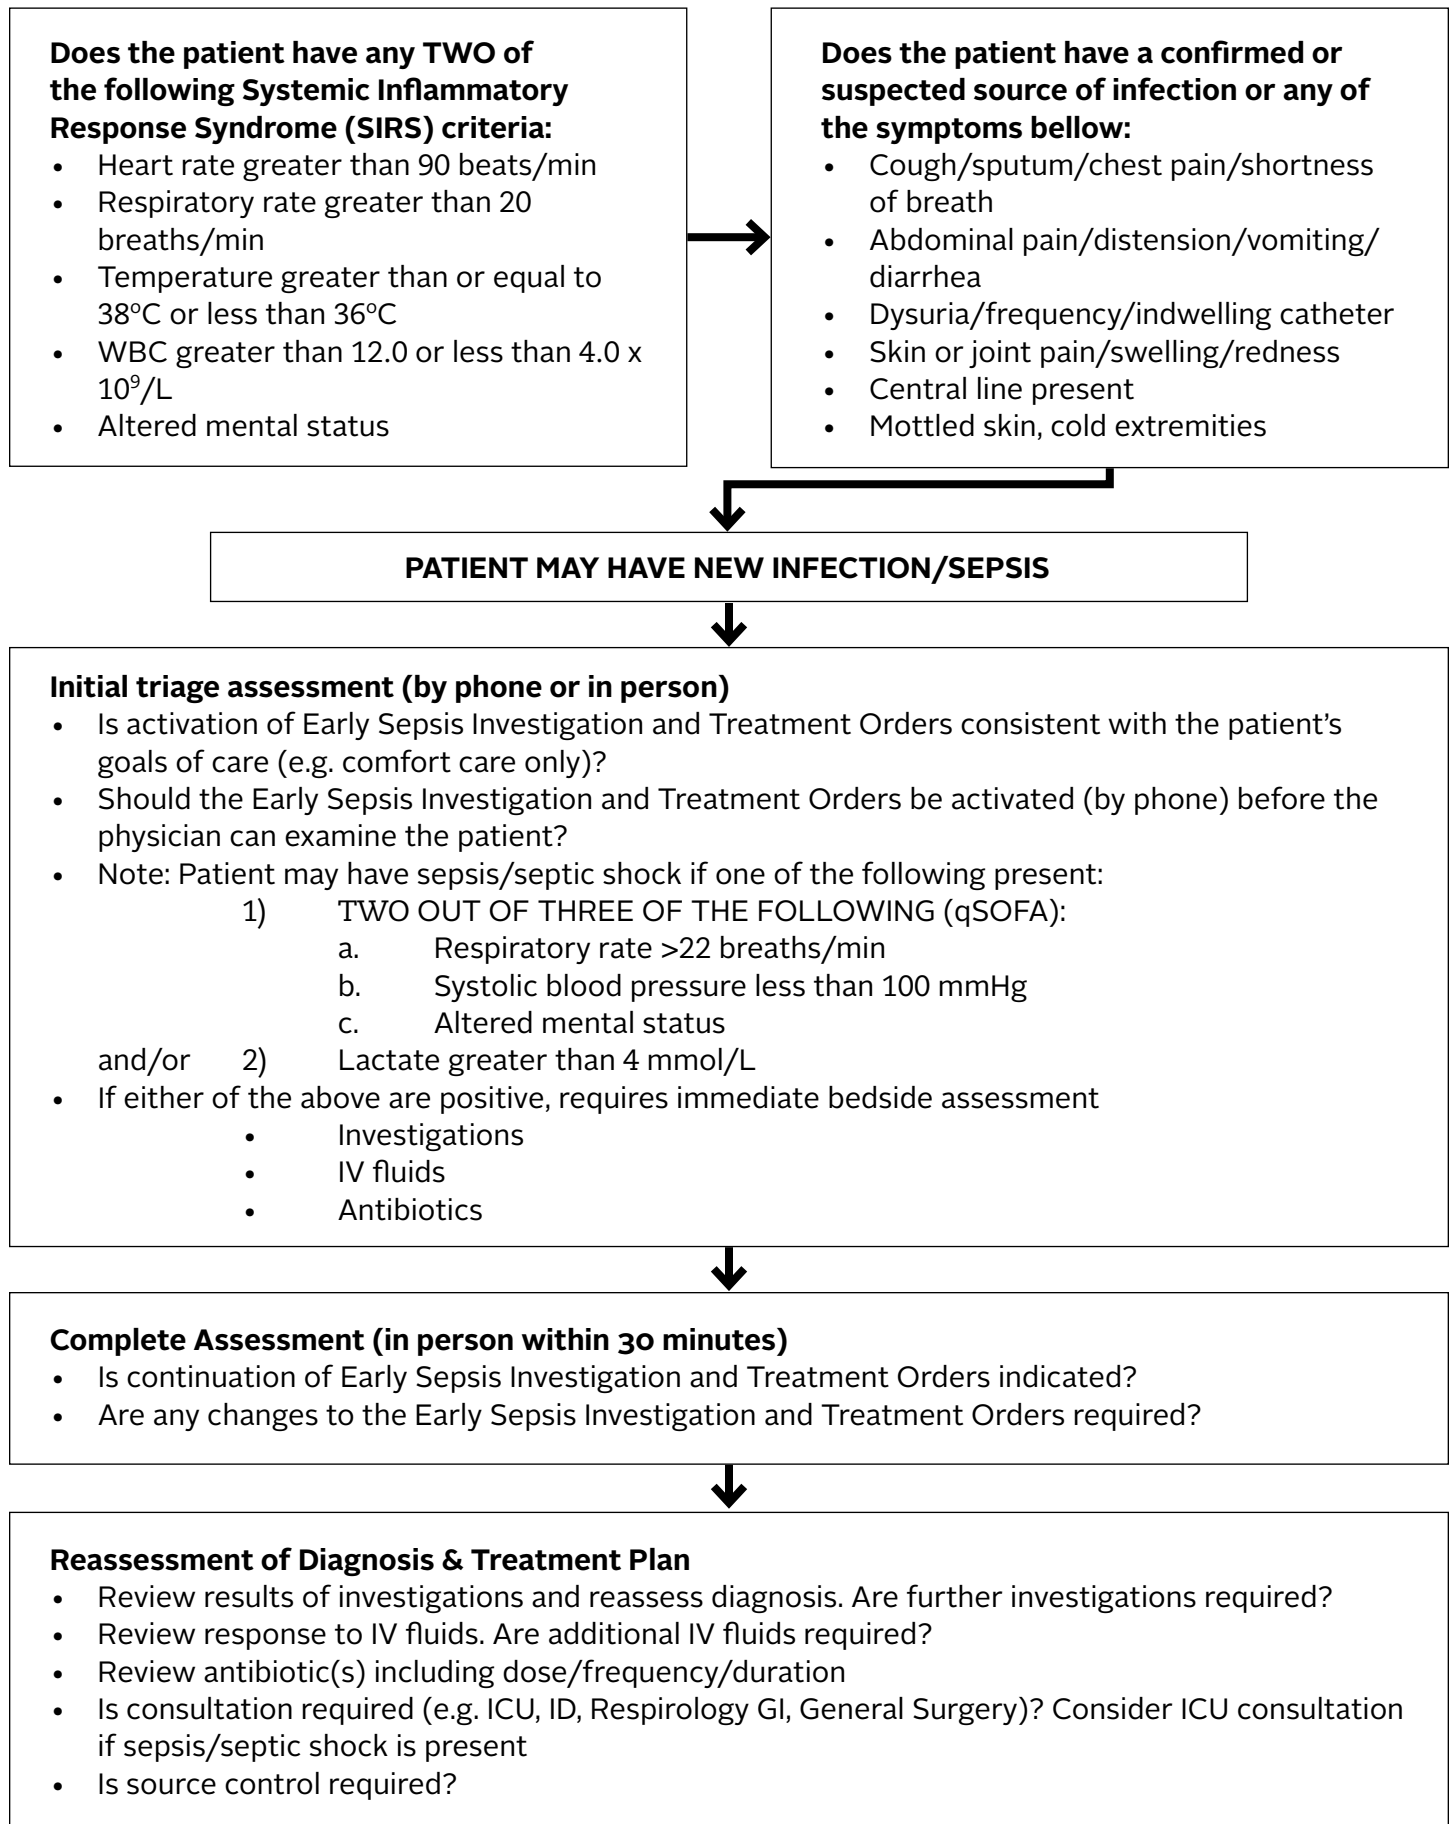 Does the patient have any TWO of
the following Systemic Inflammatory
Response Syndrome (SIRS) criteria:
• Heart rate greater than 90 beats/min
• Respiratory rate greater than 20
breaths/min
• Temperature greater than or equal to
38ºC or less than 36ºC
• WBC greater than 12.0 or less than 4.0 x
10⁹/L
• Altered mental status
Does the patient have a confirmed or
suspected source of infection or any of
the symptoms bellow:
• Cough/sputum/chest pain/shortness
of breath
• Abdominal pain/distension/vomiting/
diarrhea
• Dysuria/frequency/indwelling catheter
• Skin or joint pain/swelling/redness
• Central line present
• Mottled skin, cold extremities
PATIENT MAY HAVE NEW INFECTION/SEPSIS
Initial triage assessment (by phone or in person)
• Is activation of Early Sepsis Investigation and Treatment Orders consistent with the patient’s
goals of care (e.g. comfort care only)?
• Should the Early Sepsis Investigation and Treatment Orders be activated (by phone) before the
physician can examine the patient?
• Note: Patient may have sepsis/septic shock if one of the following present:
1) TWO OUT OF THREE OF THE FOLLOWING (qSOFA):
a. Respiratory rate >22 breaths/min
b. Systolic blood pressure less than 100 mmHg
c. Altered mental status
and/or 2) Lactate greater than 4 mmol/L
• If either of the above are positive, requires immediate bedside assessment
• Investigations
• IV fluids
• Antibiotics
Complete Assessment (in person within 30 minutes)
• Is continuation of Early Sepsis Investigation and Treatment Orders indicated?
• Are any changes to the Early Sepsis Investigation and Treatment Orders required?
Reassessment of Diagnosis & Treatment Plan
• Review results of investigations and reassess diagnosis. Are further investigations required?
• Review response to IV fluids. Are additional IV fluids required?
• Review antibiotic(s) including dose/frequency/duration
• Is consultation required (e.g. ICU, ID, Respirology GI, General Surgery)? Consider ICU consultation
if sepsis/septic shock is present
• Is source control required?